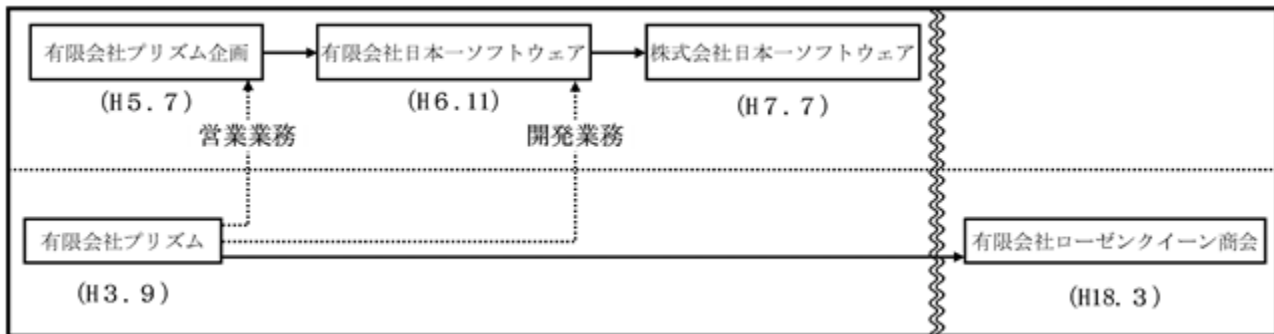 有限会社プリズム企画
有限会社日本一ソフトウェア
株式会社日本一ソフトウェア
(H5.7)
(H6.11)
(H7.7)
営業業務
開発業務
有限会社プリズム
有限会社ローゼンクイーン商会
(H3.9)
(H18.3)